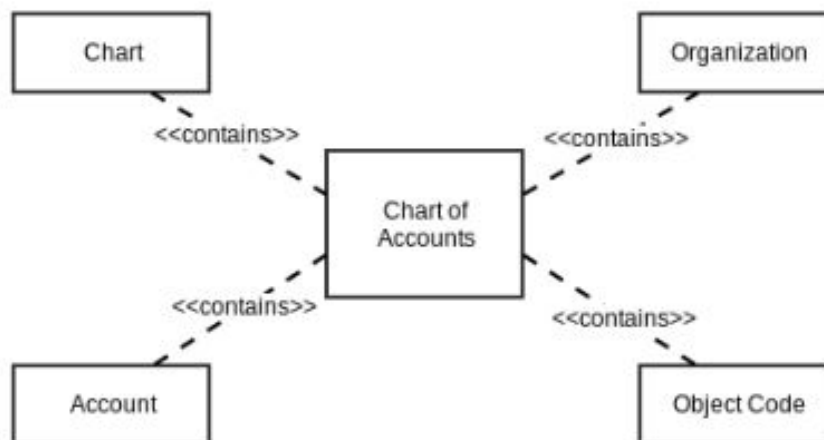 Chart
Organization
<<contains>>
<<contains>>
Chart of
Accounts
<<contains>>
<<contains>>
Account
Object Code